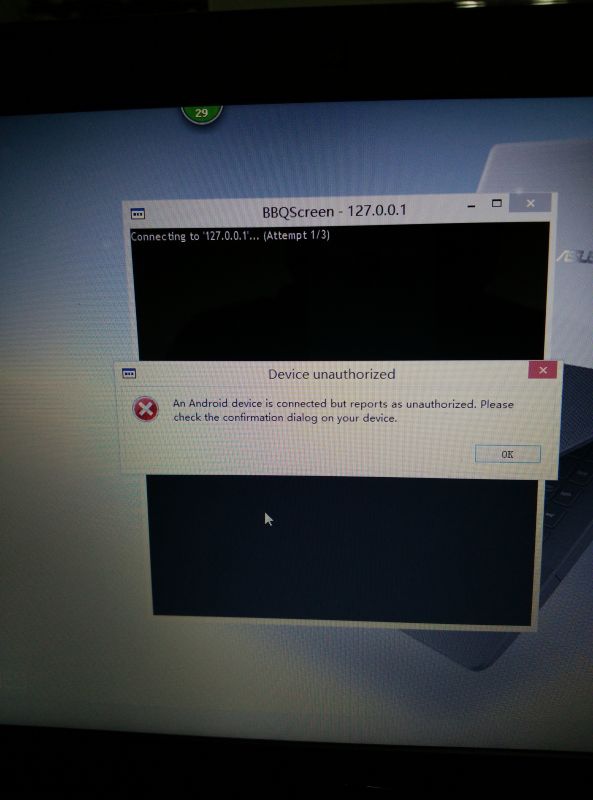 29
BBQScreen - 127.0.0.1
Connecting to '127.0.0.1'... (Attempt 1/3)
ASUS
Device unauthorized
An Android device is connected but reports as unauthorized. Please
check the confirmation dialog on your device.
OK